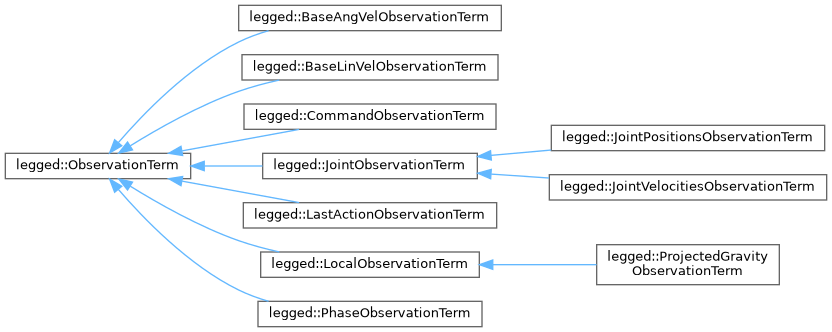 legged::BaseAngVelObservationTerm
legged::BaseLinVelObservationTerm
legged::CommandObservationTerm
legged::JointPositionsObservationTerm
legged::ObservationTerm
legged::JointObservationTerm
legged::JointVelocitiesObservationTerm
legged::LastActionObservationTerm
legged::LocalObservationTerm
legged::ProjectedGravity
ObservationTerm
legged::PhaseObservationTerm